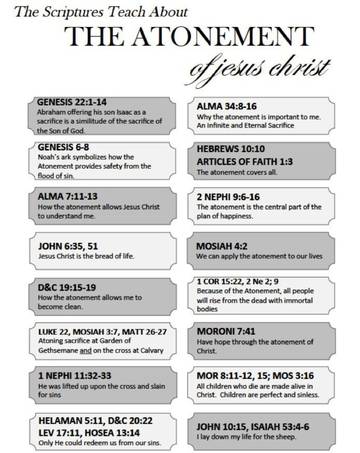 The Scriptures Teach About
THE ATONEMENT
of jesus christ
GENESIS 22:1-14
Abraham offering his son Isaac as a
sacrifice is a similitude of the sacrifice of
the Son of God.
GENESIS 6-8
Noah's ark symbolizes how the
Atonement provides safety from the
flood of sin.
ALMA 7:11-13
How the atonement allows Jesus Christ
to understand me.
JOHN 6:35, 51
Jesus Christ is the bread of life.
D&C 19:15-19
How the atonement allows me to
become clean.
LUKE 22, MOSIAH 3:7, MATT 26-27
Atoning sacrifice at Garden of
Gethsemane and on the cross at Calvary
1 NEPHI 11:32-33
He was lifted up upon the cross and slain
for sins
HELAMAN 5:11, D&C 20:22
LEV 17:11, HOSEA 13:14
Only He could redeem us from our sins.
ALMA 34:8-16
Why the atonement is important to me.
An Infinite and Eternal Sacrifice
HEBREWS 10:10
ARTICLES OF FAITH 1:3
The atonement covers all.
2 NEPHI 9:6-16
The atonement is the central part of the
plan of happiness.
MOSIAH 4:2
We can apply the atonement to our lives
1 COR 15:22, 2 Ne 2; 9
Because of the Atonement, all people
will rise from the dead with immortal
bodies
MORONI 7:41
Have hope through the atonement of
Christ.
MOR 8:11-12, 15; MOS 3:16
All children who die are made alive in
Christ. Children are perfect and sinless.
JOHN 10:15, ISAIAH 53:4-6
I lay down my life for the sheep.